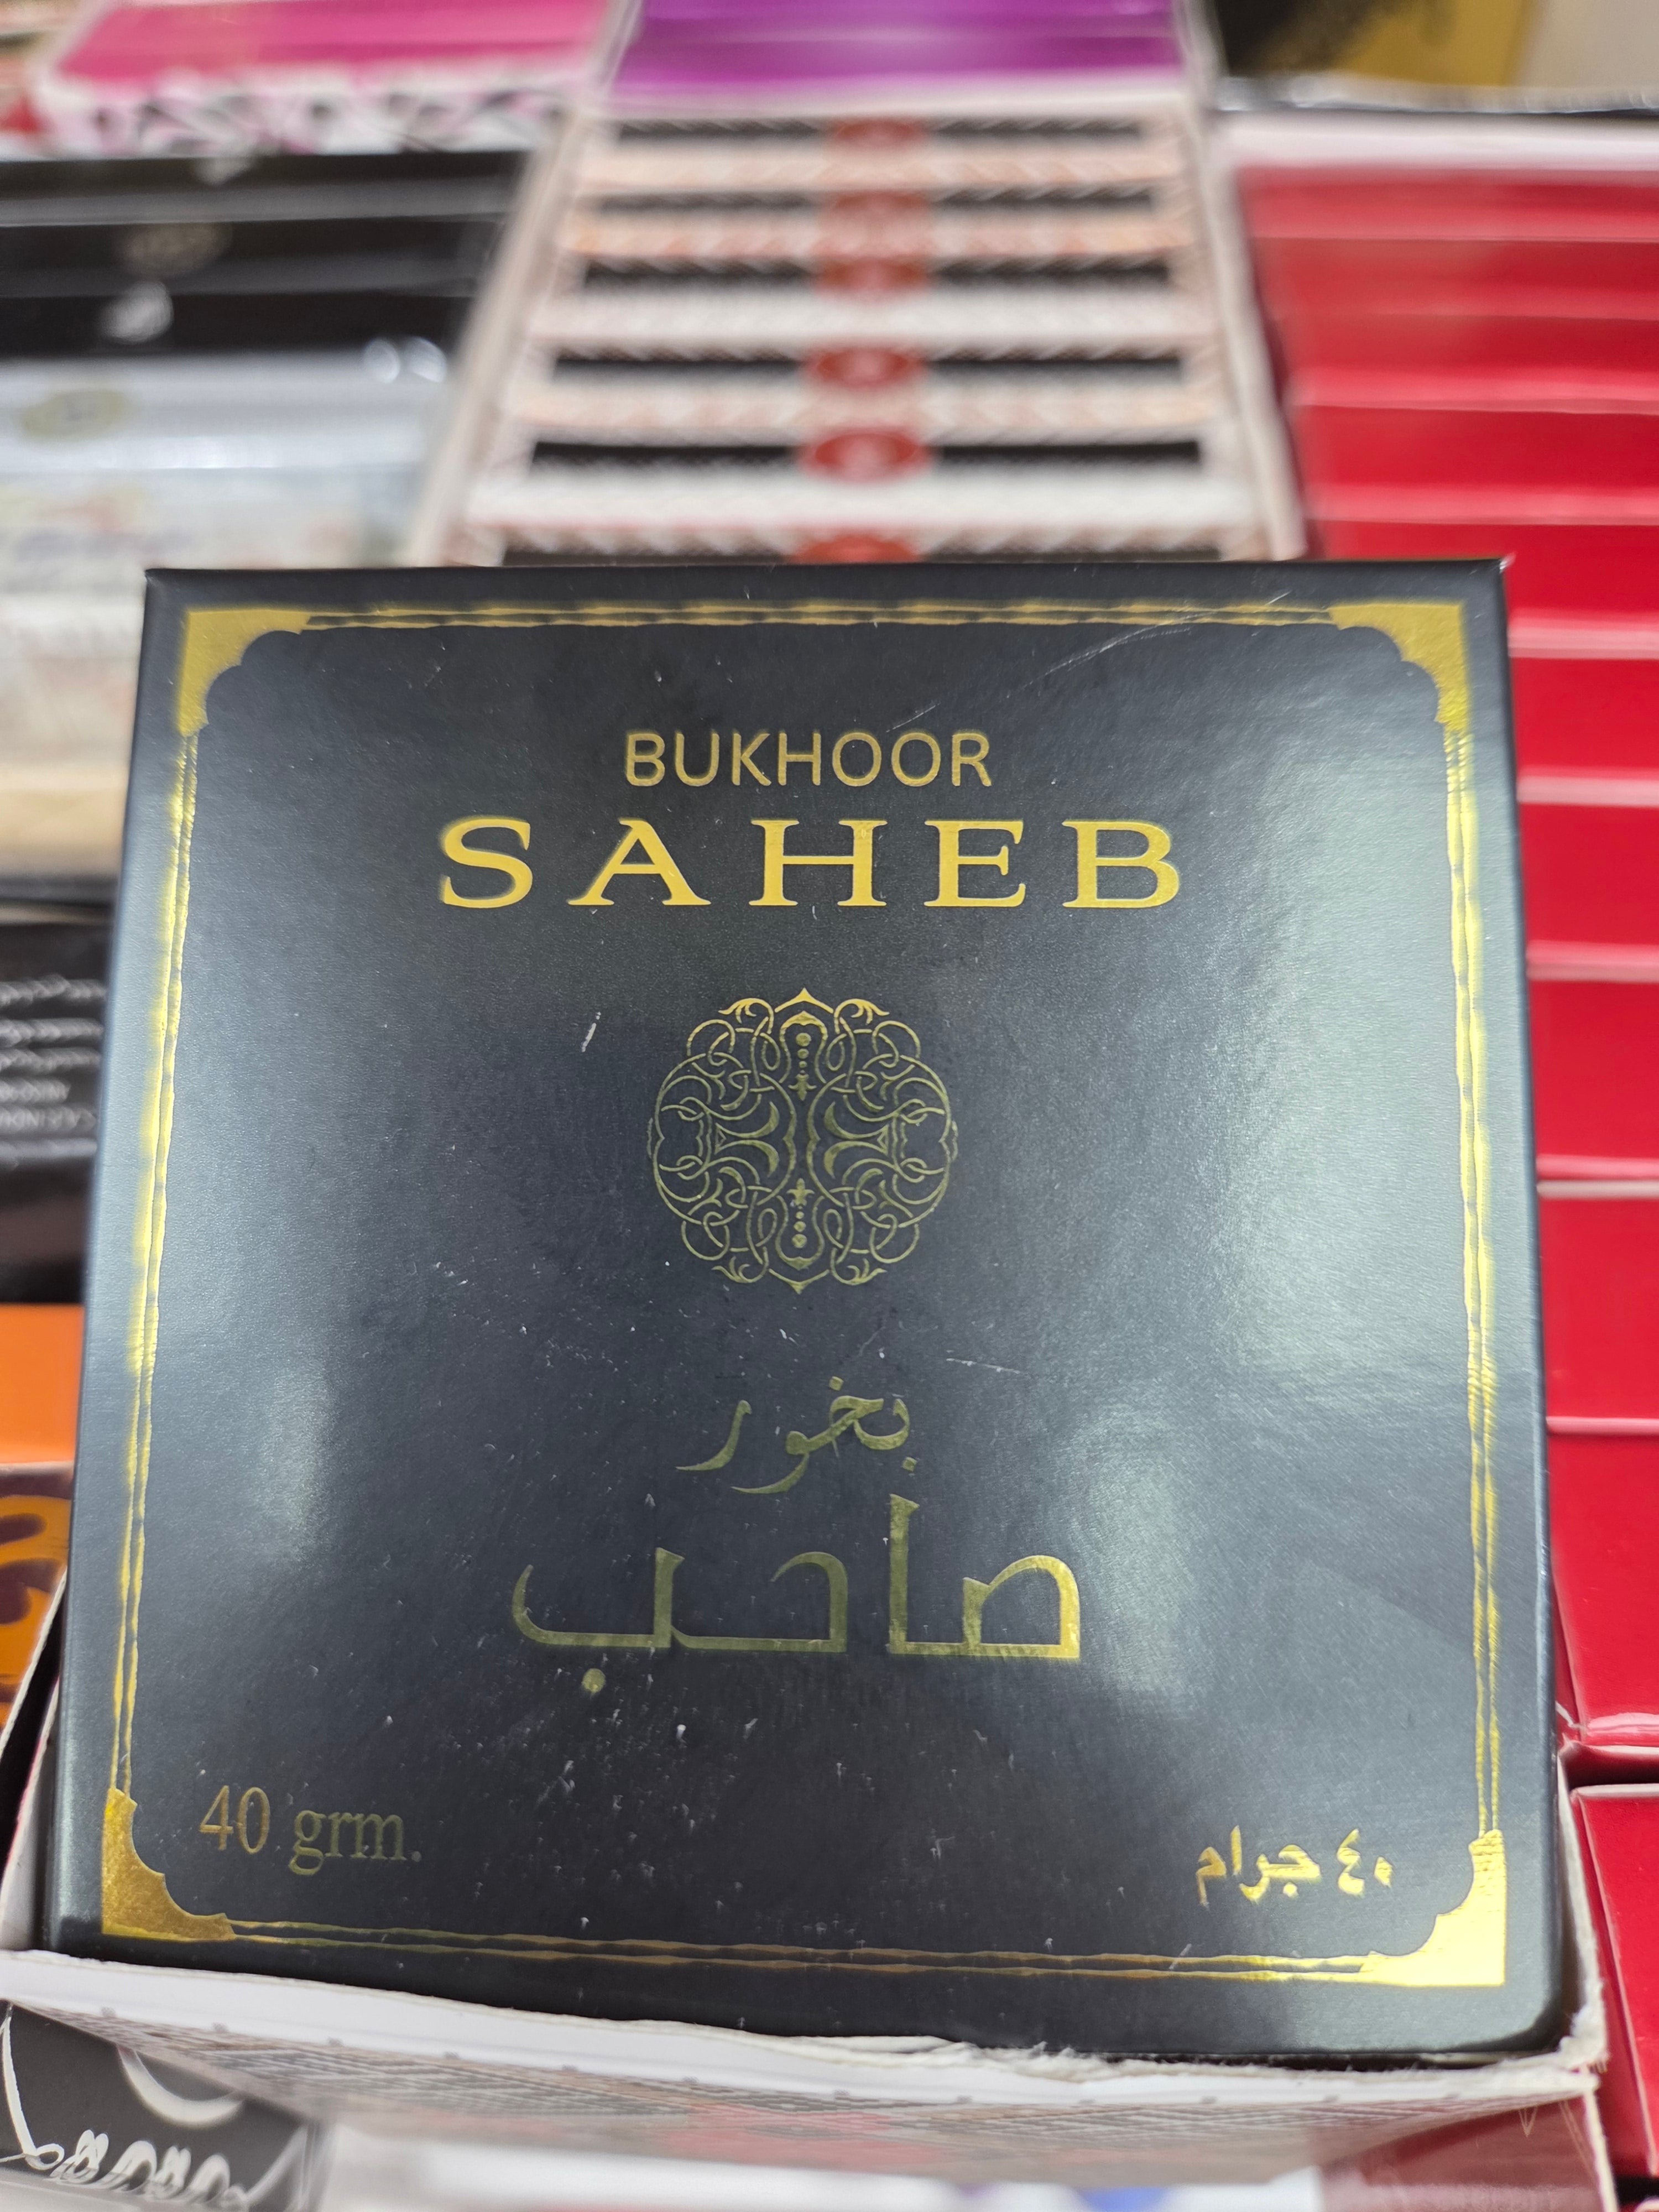 BUKHOOR
SAHEB
بخور
صاحب
40 grm.
٤٠ جرام